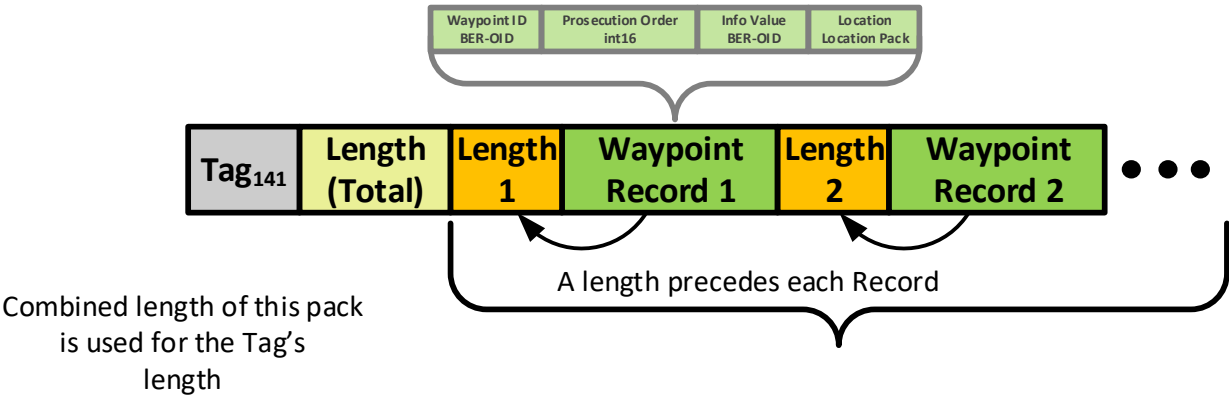 Waypoint ID
BER-OID
Prosecution Order
int16
Info Value
BER-OID
Location
Location Pack
Tag141
Length
(Total)
Length
1
Waypoint
Record 1
Length
2
Waypoint
Record 2
A length precedes each Record
Combined length of this pack
is used for the Tag’s
length